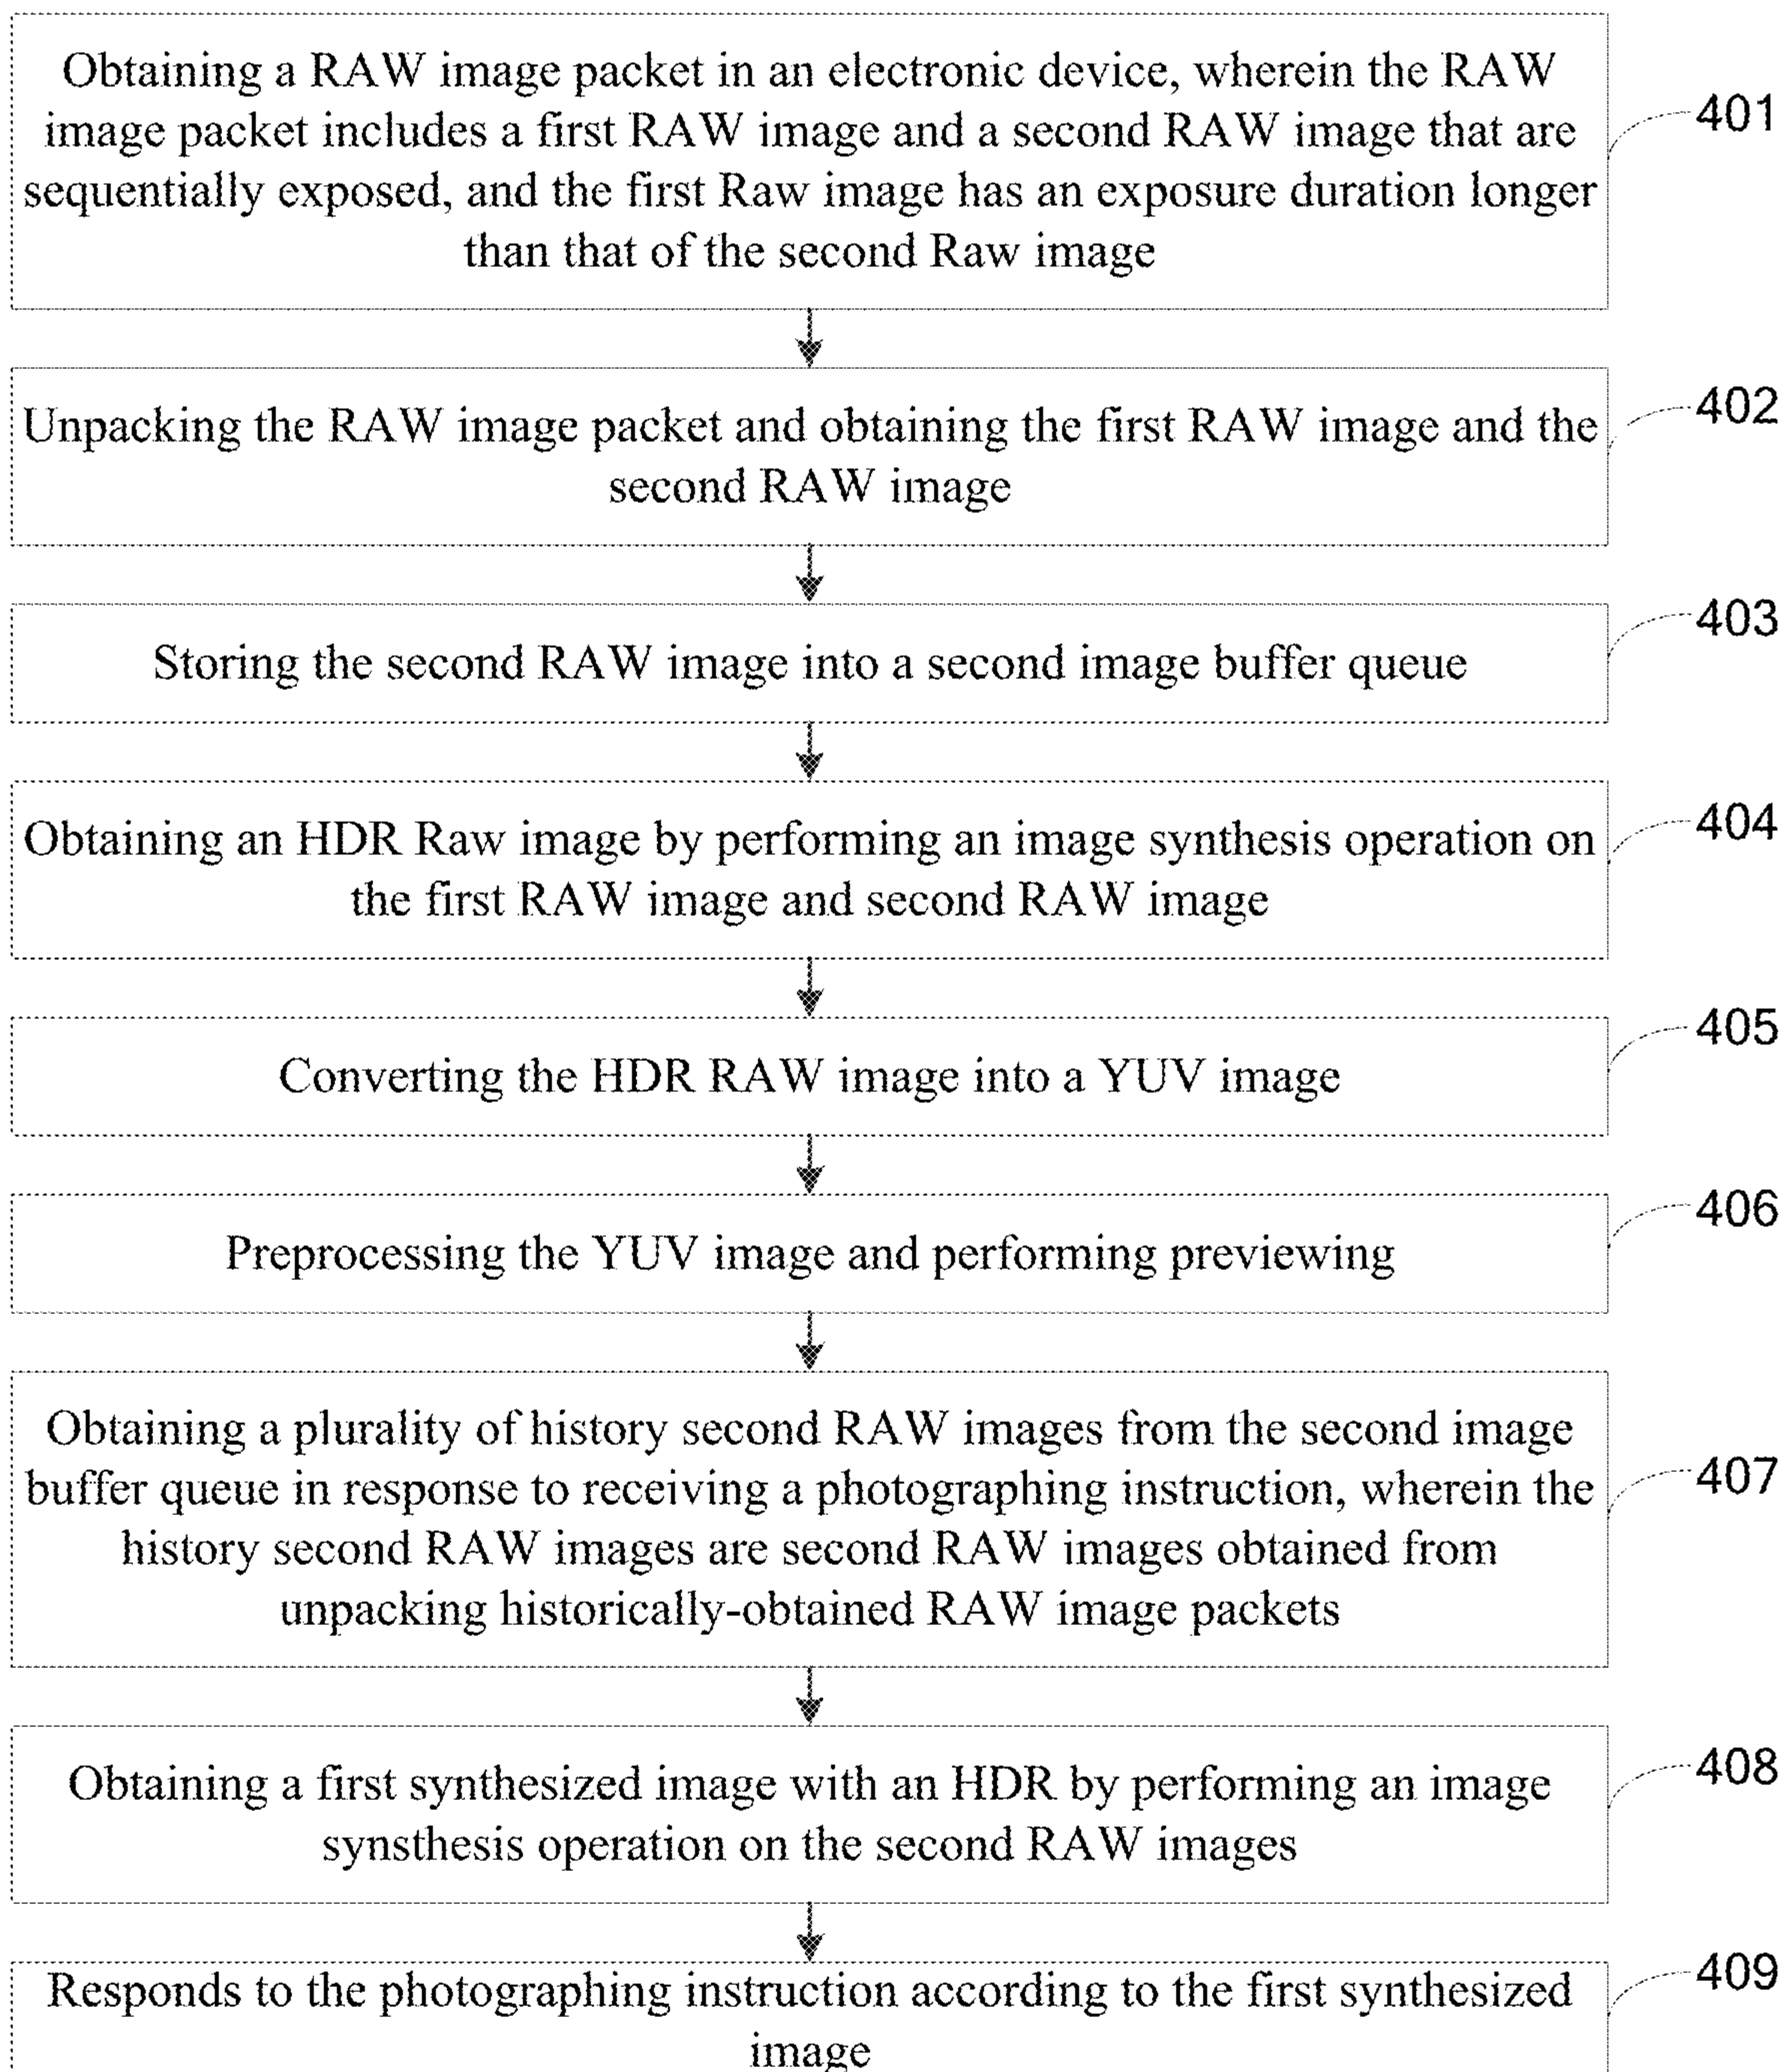 Obtaining a RAW image packet in an electronic device, wherein the RAW
image packet includes a first RAW image and a second RAW image that are
sequentially exposed, and the first Raw image has an exposure duration longer
than that of the second Raw image
401
Unpacking the RAW image packet and obtaining the first RAW image and the
second RAW image
402
Storing the second RAW image into a second image buffer queue
403
Obtaining an HDR Raw image by performing an image synthesis operation on
the first RAW image and second RAW image
404
Converting the HDR RAW image into a YUV image
405
Preprocessing the YUV image and performing previewing
406
Obtaining a plurality of history second RAW images from the second image
buffer queue in response to receiving a photographing instruction, wherein the
history second RAW images are second RAW images obtained from
unpacking historically-obtained RAW image packets
407
Obtaining a first synthesized image with an HDR by performing an image
synsthesis operation on the second RAW images
408
Responds to the photographing instruction according to the first synthesized
image
409